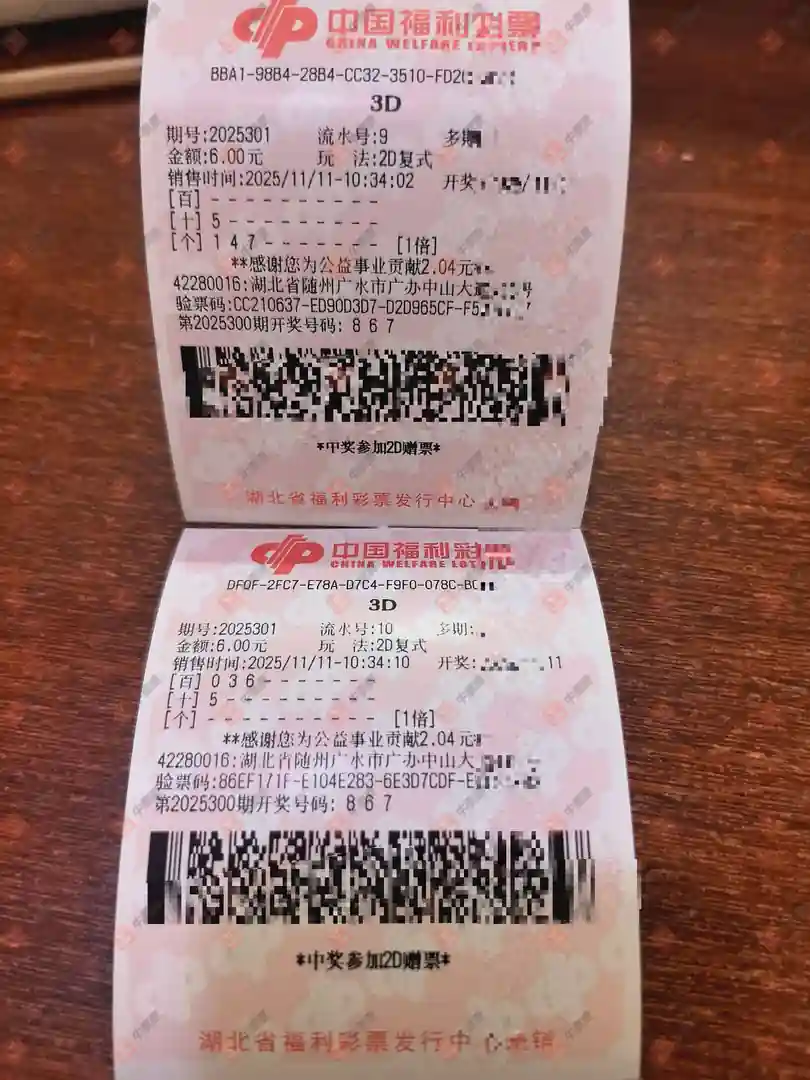 中国福利彩票
CHINA WELFARE LOTTERY
BBA1-98B4-28B4-CC32-3510-FD2
3D
期号:2025301 流水号:9 多期
金额:6.00元 玩 法:2D复式
销售时间:2025/11/11-10:34:02 开奖
[百] - - - - - - - - - -
[十] 5 - - - - - - - - -
[个] 1 4 7 - - - - - - - [1倍]
**感谢您为公益事业贡献2.04元
42280016:湖北省随州广水市广办中山大
验票码:CC210637-ED90D3D7-D2D965CF-F5
第2025300期开奖号码: 8 6 7
*中奖参加2D赠票*
湖北省福利彩票发行中心
中国福利彩票
CHINA WELFARE LOT
DF0F-2FC7-E78A-D7C4-F9F0-078C-B
3D
期号:2025301 流水号:10 多期:
金额:6.00元 玩 法:2D复式
销售时间:2025/11/11-10:34:10 开奖: 11
[百] 0 3 6 - - - - - - -
[十] 5 - - - - - - - - -
[个] - - - - - - - - - - [1倍]
**感谢您为公益事业贡献2.04元
42280016:湖北省随州广水市广办中山大
验票码:86EF171F-E104E283-6E3D7CDF-E
第2025300期开奖号码: 8 6 7
*中奖参加2D赠票*
湖北省福利彩票发行中心